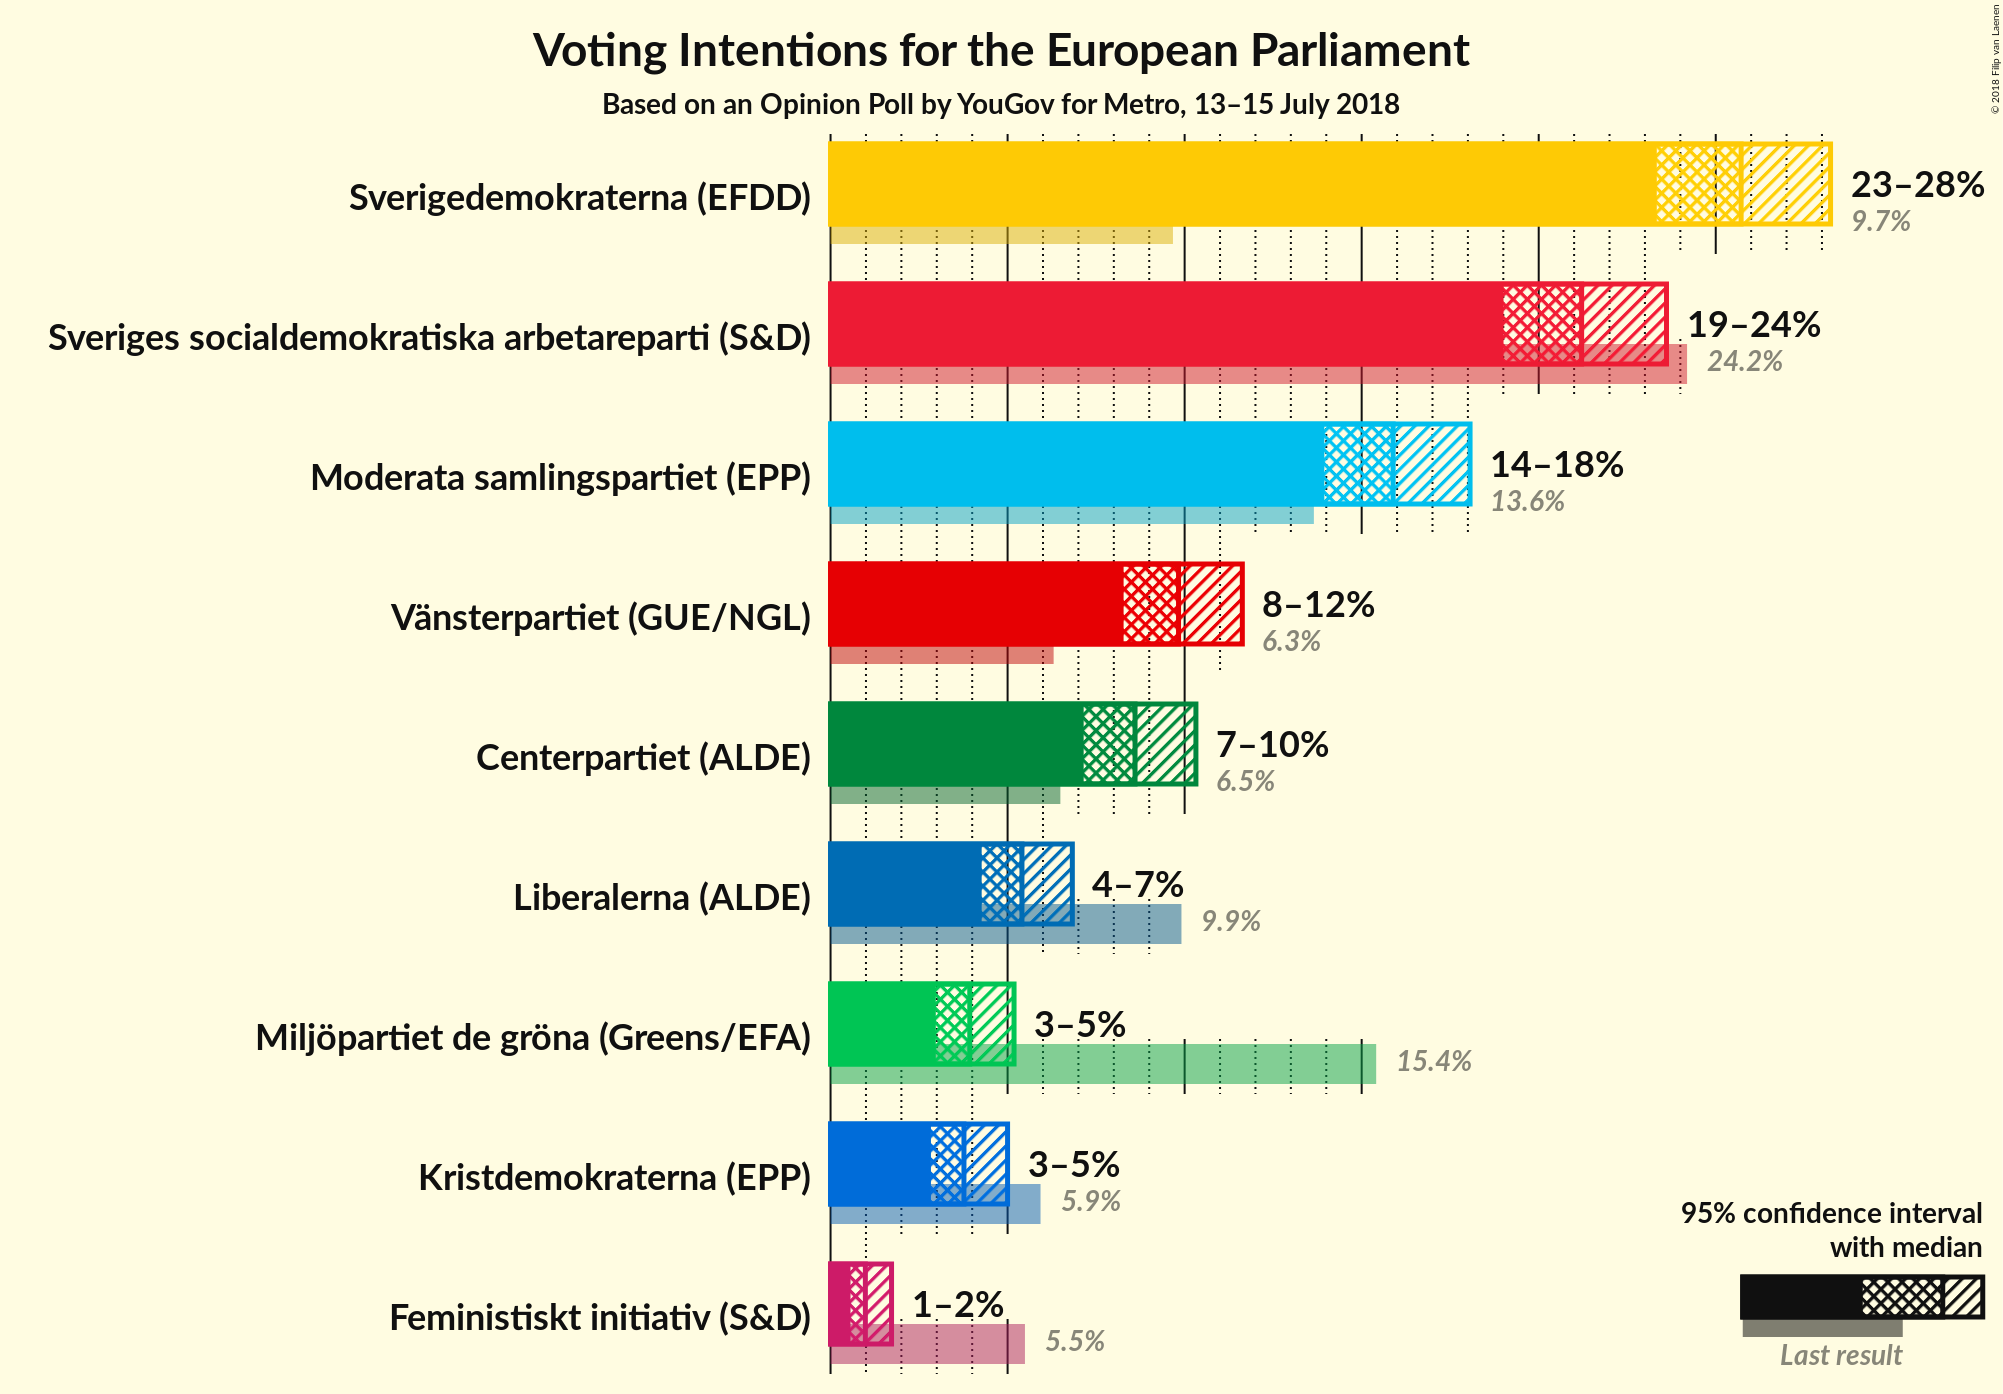 Voting Intentions for the European Parliament
Based on an Opinion Poll by YouGov for Metro, 13–15 July 2018
© 2018 Filip van Laenen
Sverigedemokraterna (EFDD)
23–28%
9.7%
Sveriges socialdemokratiska arbetareparti (S&D)
19–24%
24.2%
Moderata samlingspartiet (EPP)
14–18%
13.6%
Vänsterpartiet (GUE/NGL)
8–12%
6.3%
Centerpartiet (ALDE)
7–10%
6.5%
Liberalerna (ALDE)
4–7%
9.9%
Miljöpartiet de gröna (Greens/EFA)
3–5%
15.4%
Kristdemokraterna (EPP)
3–5%
5.9%
Feministiskt initiativ (S&D)
1–2%
5.5%
95% confidence interval
with median
Last result